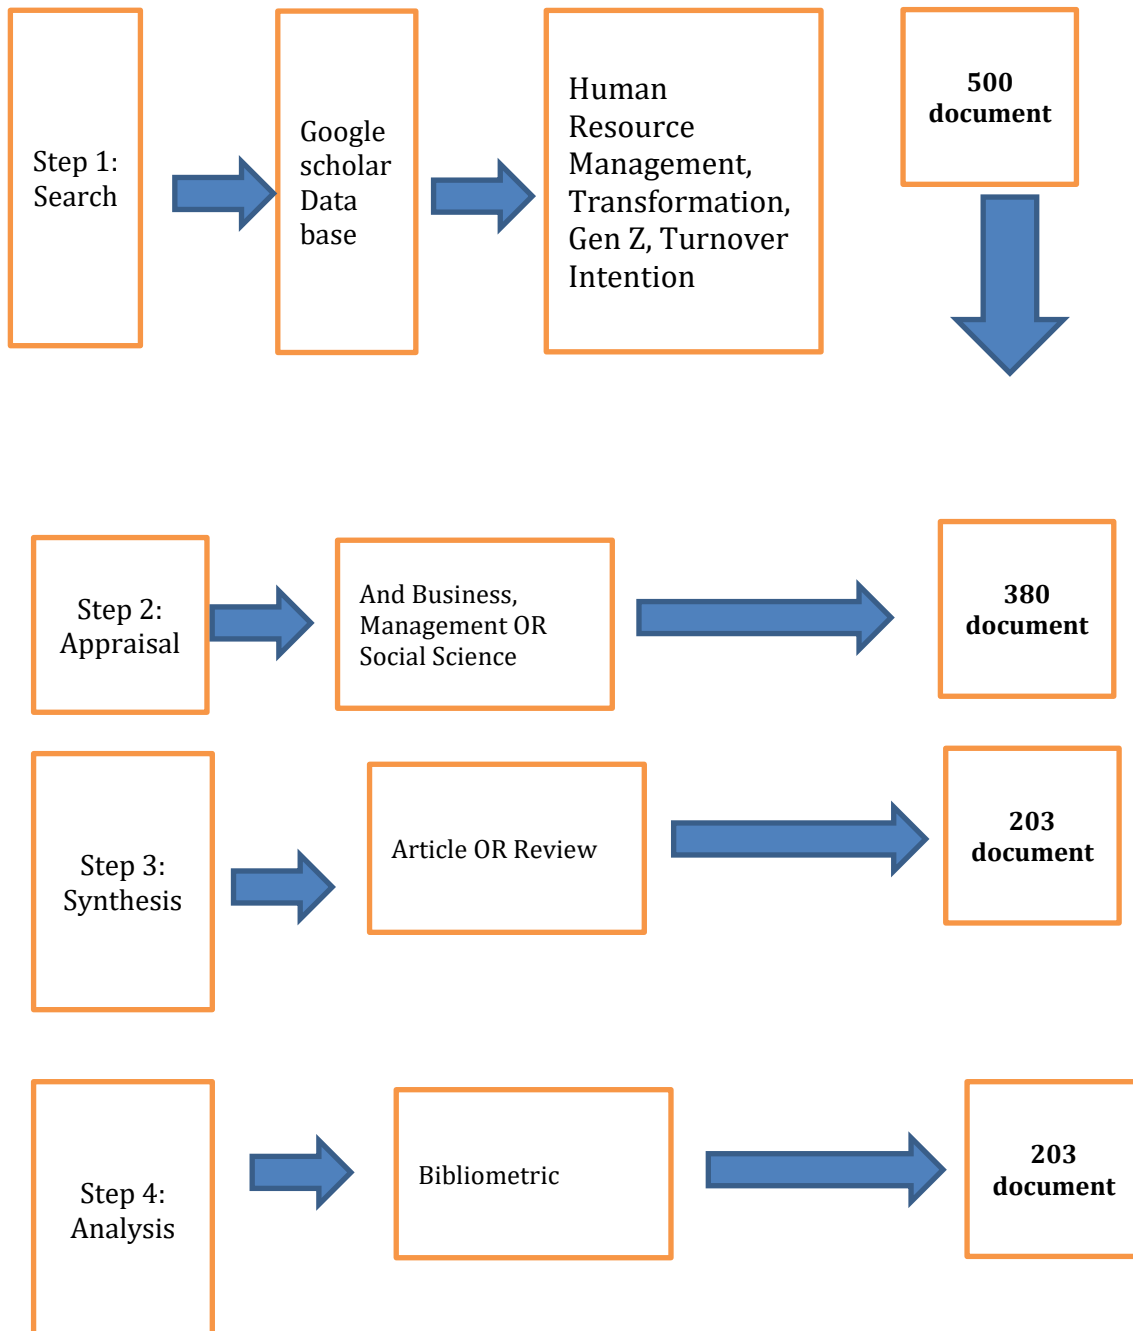 Step 1:
Search
Google
scholar
Data
base
Human
Resource
Management,
Transformation,
Gen Z, Turnover
Intention
500
document
Step 2:
Appraisal
And Business,
Management OR
Social Science
380
document
Step 3:
Synthesis
Article OR Review
203
document
Step 4:
Analysis
Bibliometric
203
document